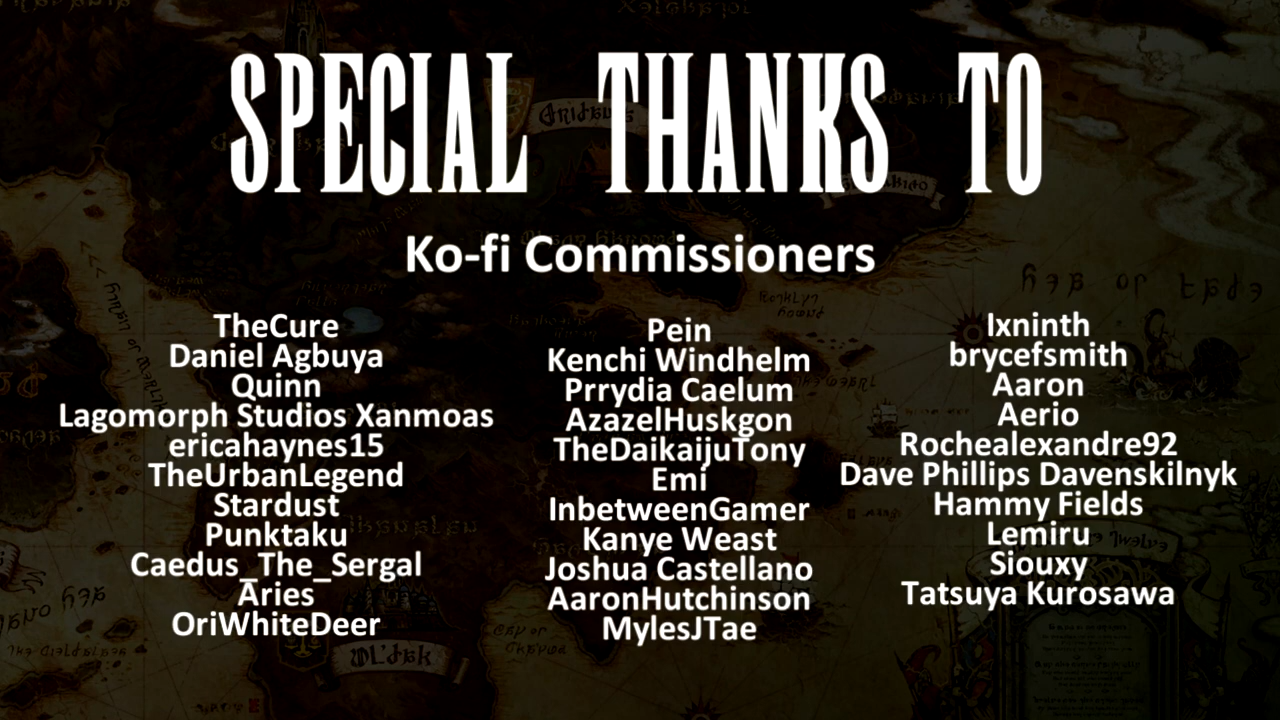 SPECIAL THANKS TO
Ko-fi Commissioners
TheCure
Daniel Agbuya
Quinn
Lagomorph Studios Xanmoas
ericahaynes15
TheUrbanLegend
Stardust
Punktaku
Caedus_The_Sergal
Aries
OriWhiteDeer
Pein
Kenchi Windhelm
Prrydia Caelum
AzazelHuskgon
TheDaikaijuTony
Emi
InbetweenGamer
Kanye Weast
Joshua Castellano
AaronHutchinson
MylesJTae
Ixninth
brycefsmith
Aaron
Aerio
Rochealexandre92
Dave Phillips Davenskilnyk
Hammy Fields
Lemiru
Siouxy
Tatsuya Kurosawa